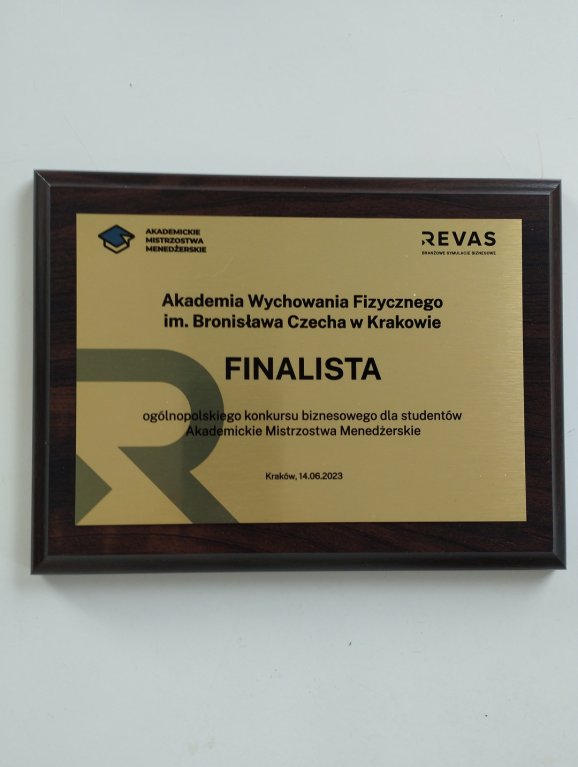 AKADEMICKIE
MISTRZOSTWA
MENEDŻERSKIE
REVAS
BRANŻOWE SYMULACJE BIZNESOWE
Akademia Wychowania Fizycznego
im. Bronisława Czecha w Krakowie
FINALISTA
ogólnopolskiego konkursu biznesowego dla studentów
Akademickie Mistrzostwa Menedżerskie
Kraków, 14.06.2023